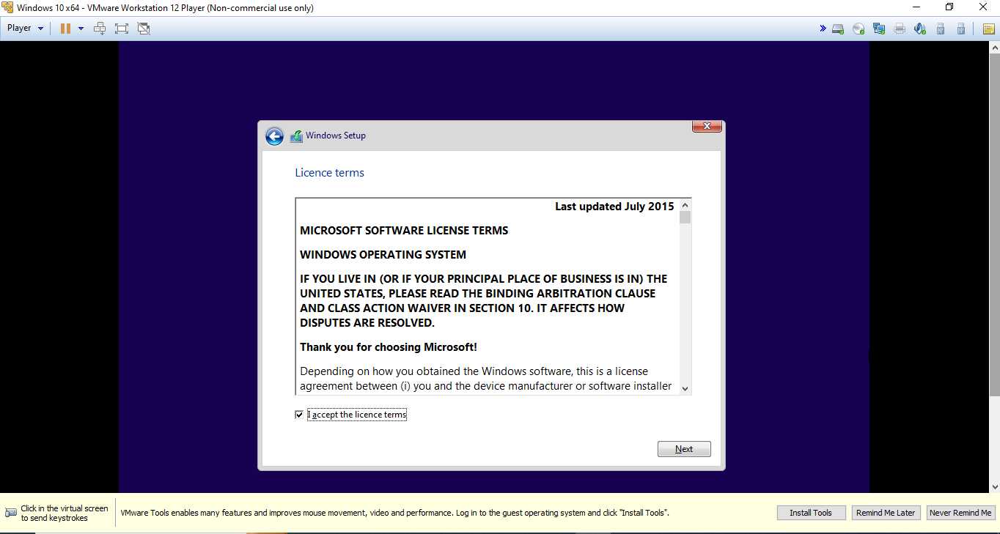 Windows 10 x64 - VMware Workstation 12 Player (Non-commercial use only)
Player
Windows Setup
Licence terms
Last updated July 2015
MICROSOFT SOFTWARE LICENSE TERMS
WINDOWS OPERATING SYSTEM
IF YOU LIVE IN (OR IF YOUR PRINCIPAL PLACE OF BUSINESS IS IN) THE
UNITED STATES, PLEASE READ THE BINDING ARBITRATION CLAUSE
AND CLASS ACTION WAIVER IN SECTION 10. IT AFFECTS HOW
DISPUTES ARE RESOLVED.
Thank you for choosing Microsoft!
Depending on how you obtained the Windows software, this is a license
agreement between (i) you and the device manufacturer or software installer
I accept the licence terms
Next
Click in the virtual screen
to send keystrokes
VMware Tools enables many features and improves mouse movement, video and performance. Log in to the guest operating system and click "Install Tools".
Install Tools
Remind Me Later
Never Remind Me